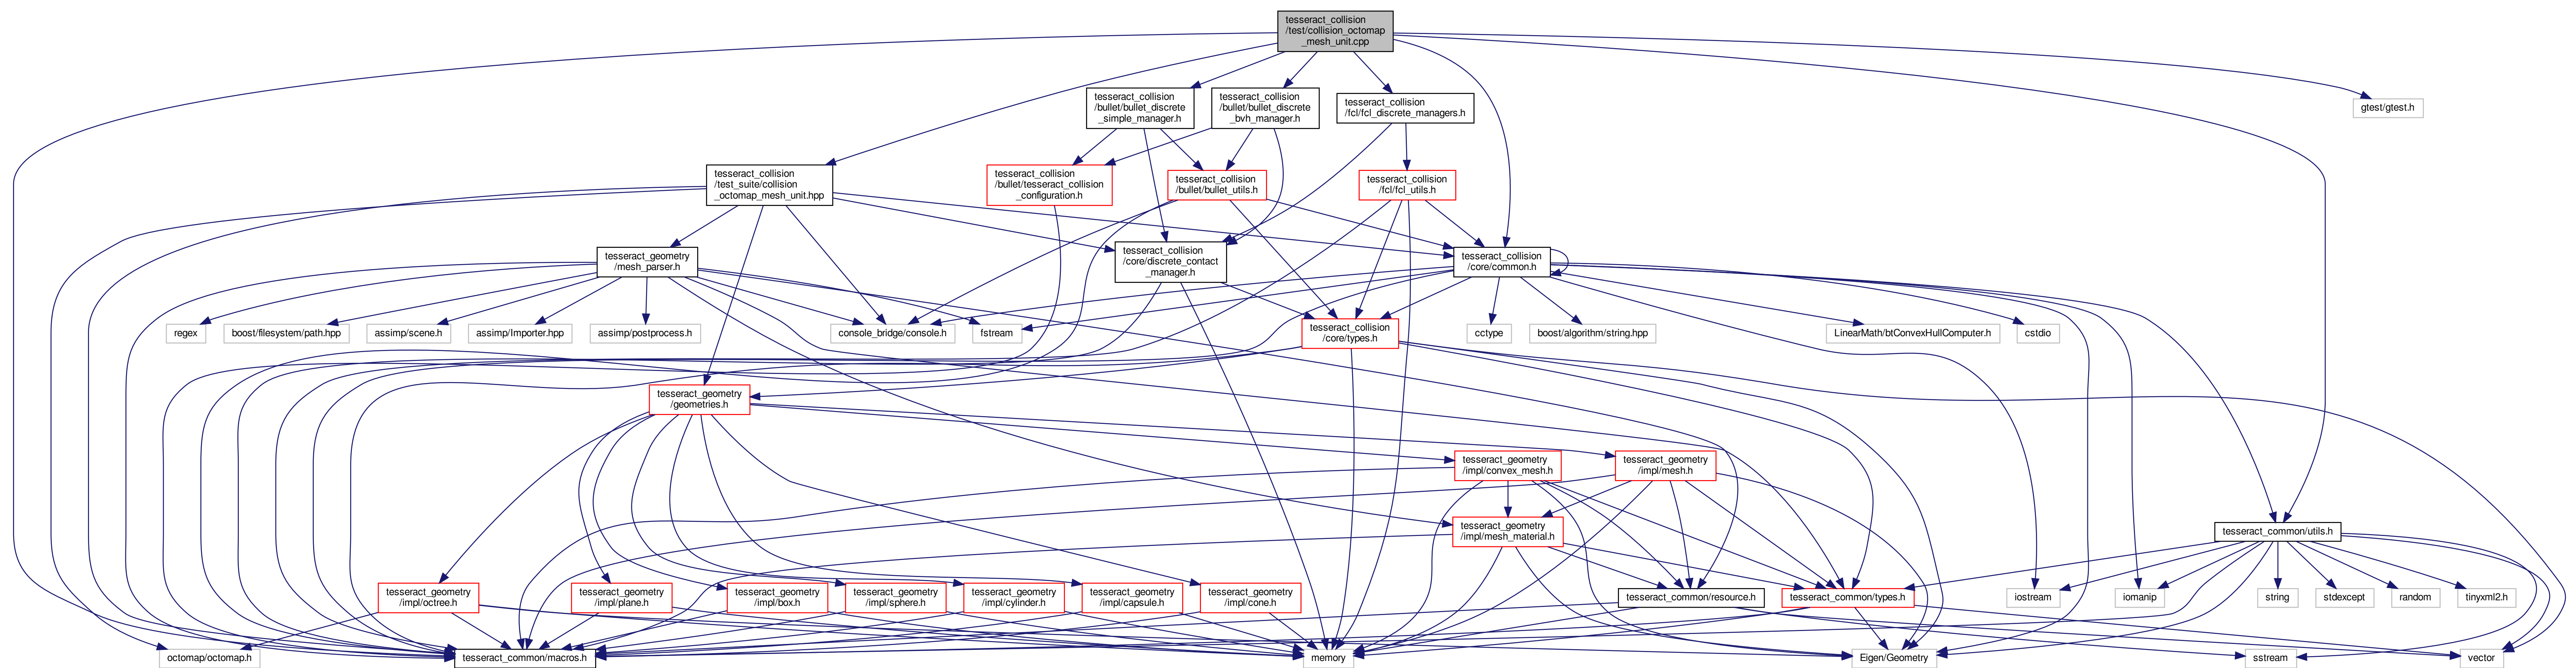 tesseract_collision
/test/collision_octomap
_mesh_unit.cpp
tesseract_collision
/bullet/bullet_discrete
_simple_manager.h
tesseract_collision
/bullet/bullet_discrete
_bvh_manager.h
tesseract_collision
/fcl/fcl_discrete_managers.h
gtest/gtest.h
tesseract_collision
/test_suite/collision
_octomap_mesh_unit.hpp
tesseract_collision
/bullet/tesseract_collision
_configuration.h
tesseract_collision
/bullet/bullet_utils.h
tesseract_collision
/fcl/fcl_utils.h
tesseract_geometry
/mesh_parser.h
tesseract_collision
/core/discrete_contact
_manager.h
tesseract_collision
/core/common.h
regex
boost/filesystem/path.hpp
assimp/scene.h
assimp/Importer.hpp
assimp/postprocess.h
console_bridge/console.h
fstream
tesseract_collision
/core/types.h
cctype
boost/algorithm/string.hpp
LinearMath/btConvexHullComputer.h
cstdio
tesseract_geometry
/geometries.h
tesseract_geometry
/impl/convex_mesh.h
tesseract_geometry
/impl/mesh.h
tesseract_geometry
/impl/mesh_material.h
tesseract_common/utils.h
tesseract_geometry
/impl/octree.h
tesseract_geometry
/impl/plane.h
tesseract_geometry
/impl/box.h
tesseract_geometry
/impl/sphere.h
tesseract_geometry
/impl/cylinder.h
tesseract_geometry
/impl/capsule.h
tesseract_geometry
/impl/cone.h
tesseract_common/resource.h
tesseract_common/types.h
iostream
iomanip
string
stdexcept
random
tinyxml2.h
octomap/octomap.h
tesseract_common/macros.h
memory
Eigen/Geometry
sstream
vector